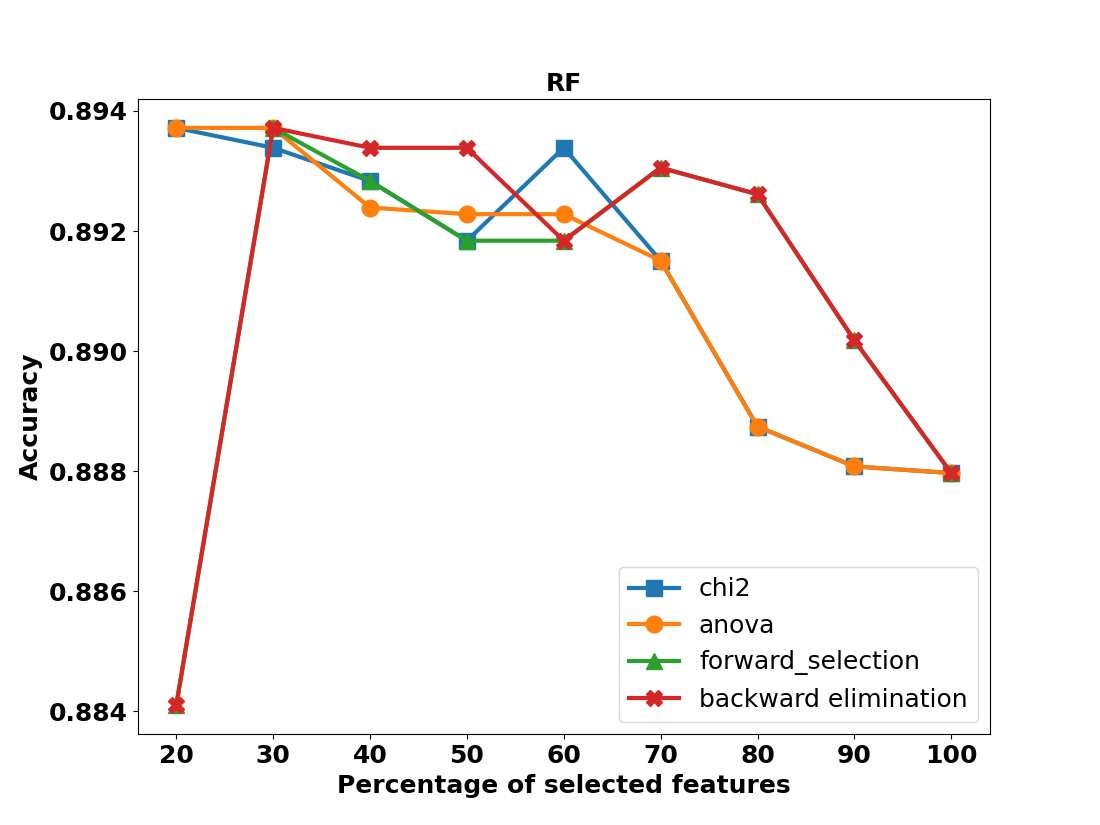 RF
Accuracy
0.894
0.892
0.890
0.888
0.886
0.884
chi2
anova
forward_selection
backward elimination
20 30 40 50 60 70 80 90 100
Percentage of selected features